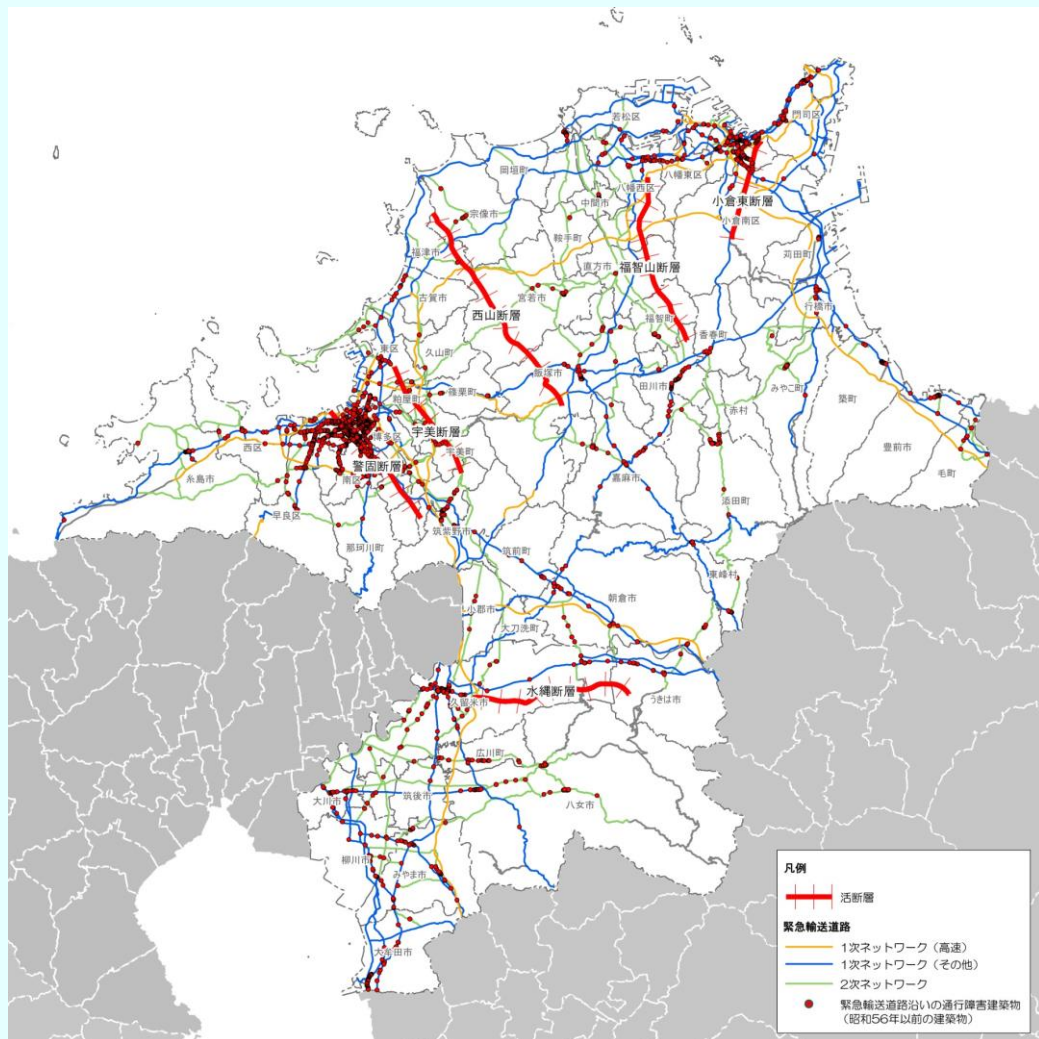 若松区
門司区
岡垣町
八幡東区
八幡西区
小倉東断層
中間市
宗像市
小倉南区
鞍手町
福津市
苅田町
直方市
福智山断層
宮若市
古賀市
行橋市
西山断層
福智町
香春町
東区
久山町
飯塚市
田川市
みやこ町
篠栗町
粕屋町
赤村
築町
博多区
宇美断層
豊前市
西区
宇美町
毛町
警固断層
糸島市
南区
嘉麻市
添田町
早良区
筑紫野市
那珂川町
筑前町
東峰村
朝倉市
小郡市
大刀洗町
水縄断層
久留米市
うきは市
広川町
大川市
筑後市
八女市
柳川市
みやま市
大牟田市
凡例
活断層
緊急輸送道路
1次ネットワーク（高速）
1次ネットワーク（その他）
2次ネットワーク
緊急輸送道路沿いの通行障害建築物
（昭和56年以前の建築物）